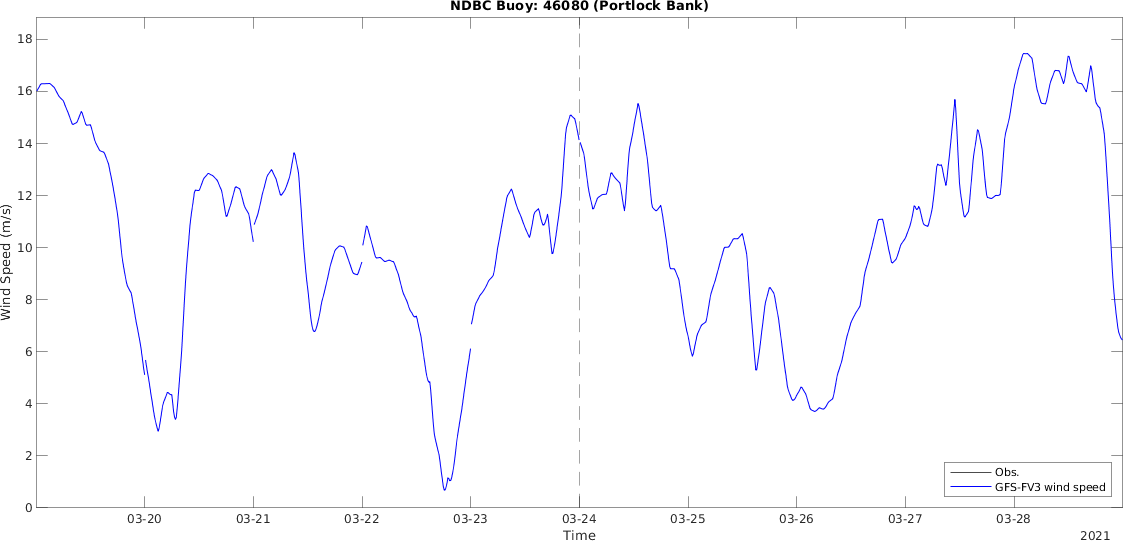 NDBC Buoy: 46080 (Portlock Bank)
18
16
14
12
10
8
6
4
2
0
Wind Speed (m/s)
03-20 03-21 03-22 03-23 03-24 03-25 03-26 03-27 03-28
Time
2021
Obs.
GFS-FV3 wind speed